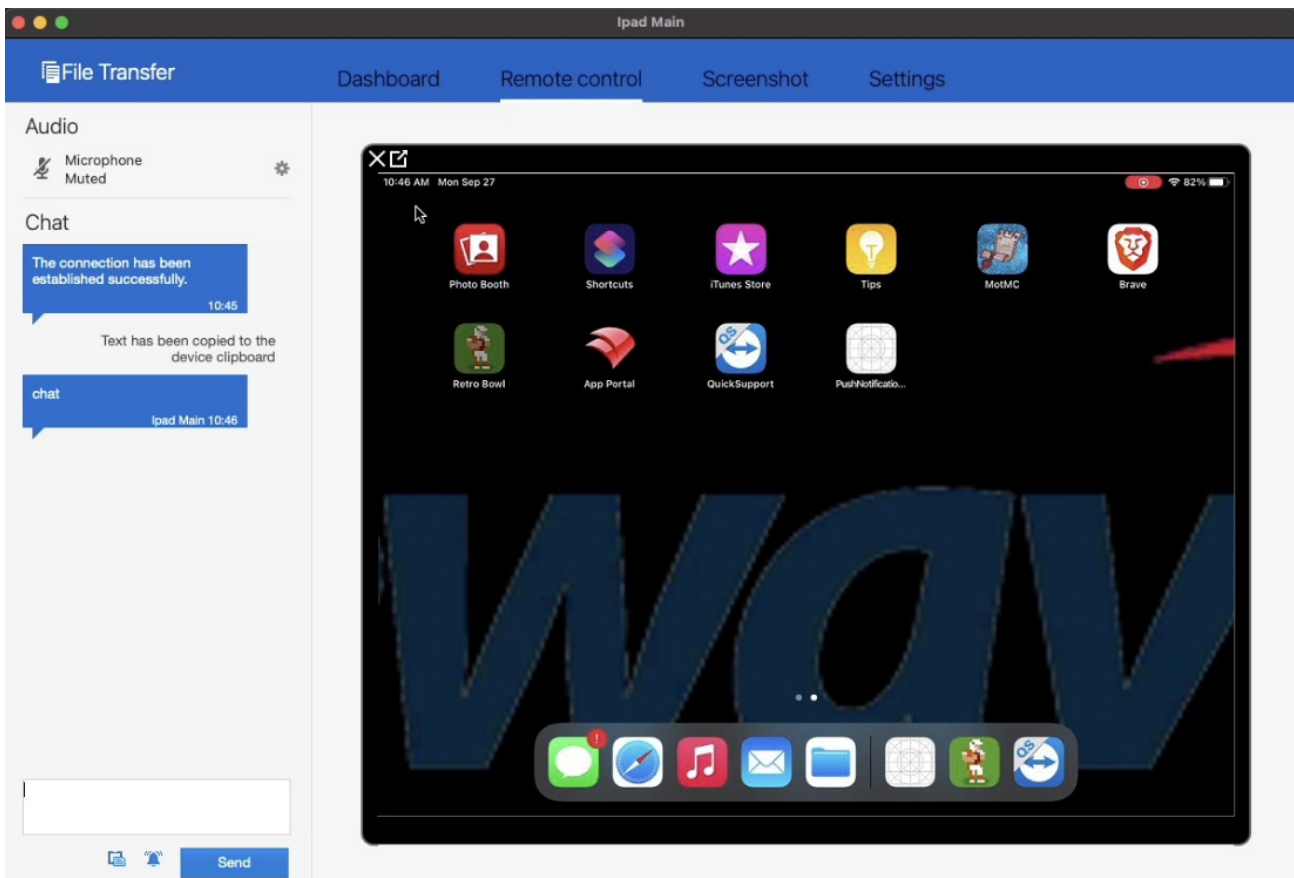 Ipad Main
File Transfer
Dashboard Remote control Screenshot Settings
Audio
Microphone
Muted
Chat
The connection has been
established successfully.
10:45
Text has been copied to the
device clipboard
chat
Ipad Main 10:46
Send
10:46 AM Mon Sep 27
82%
Photo Booth Shortcuts iTunes Store Tips MotMC Brave
QS
Retro Bowl App Portal QuickSupport PushNotificatio...
wav
!
QS